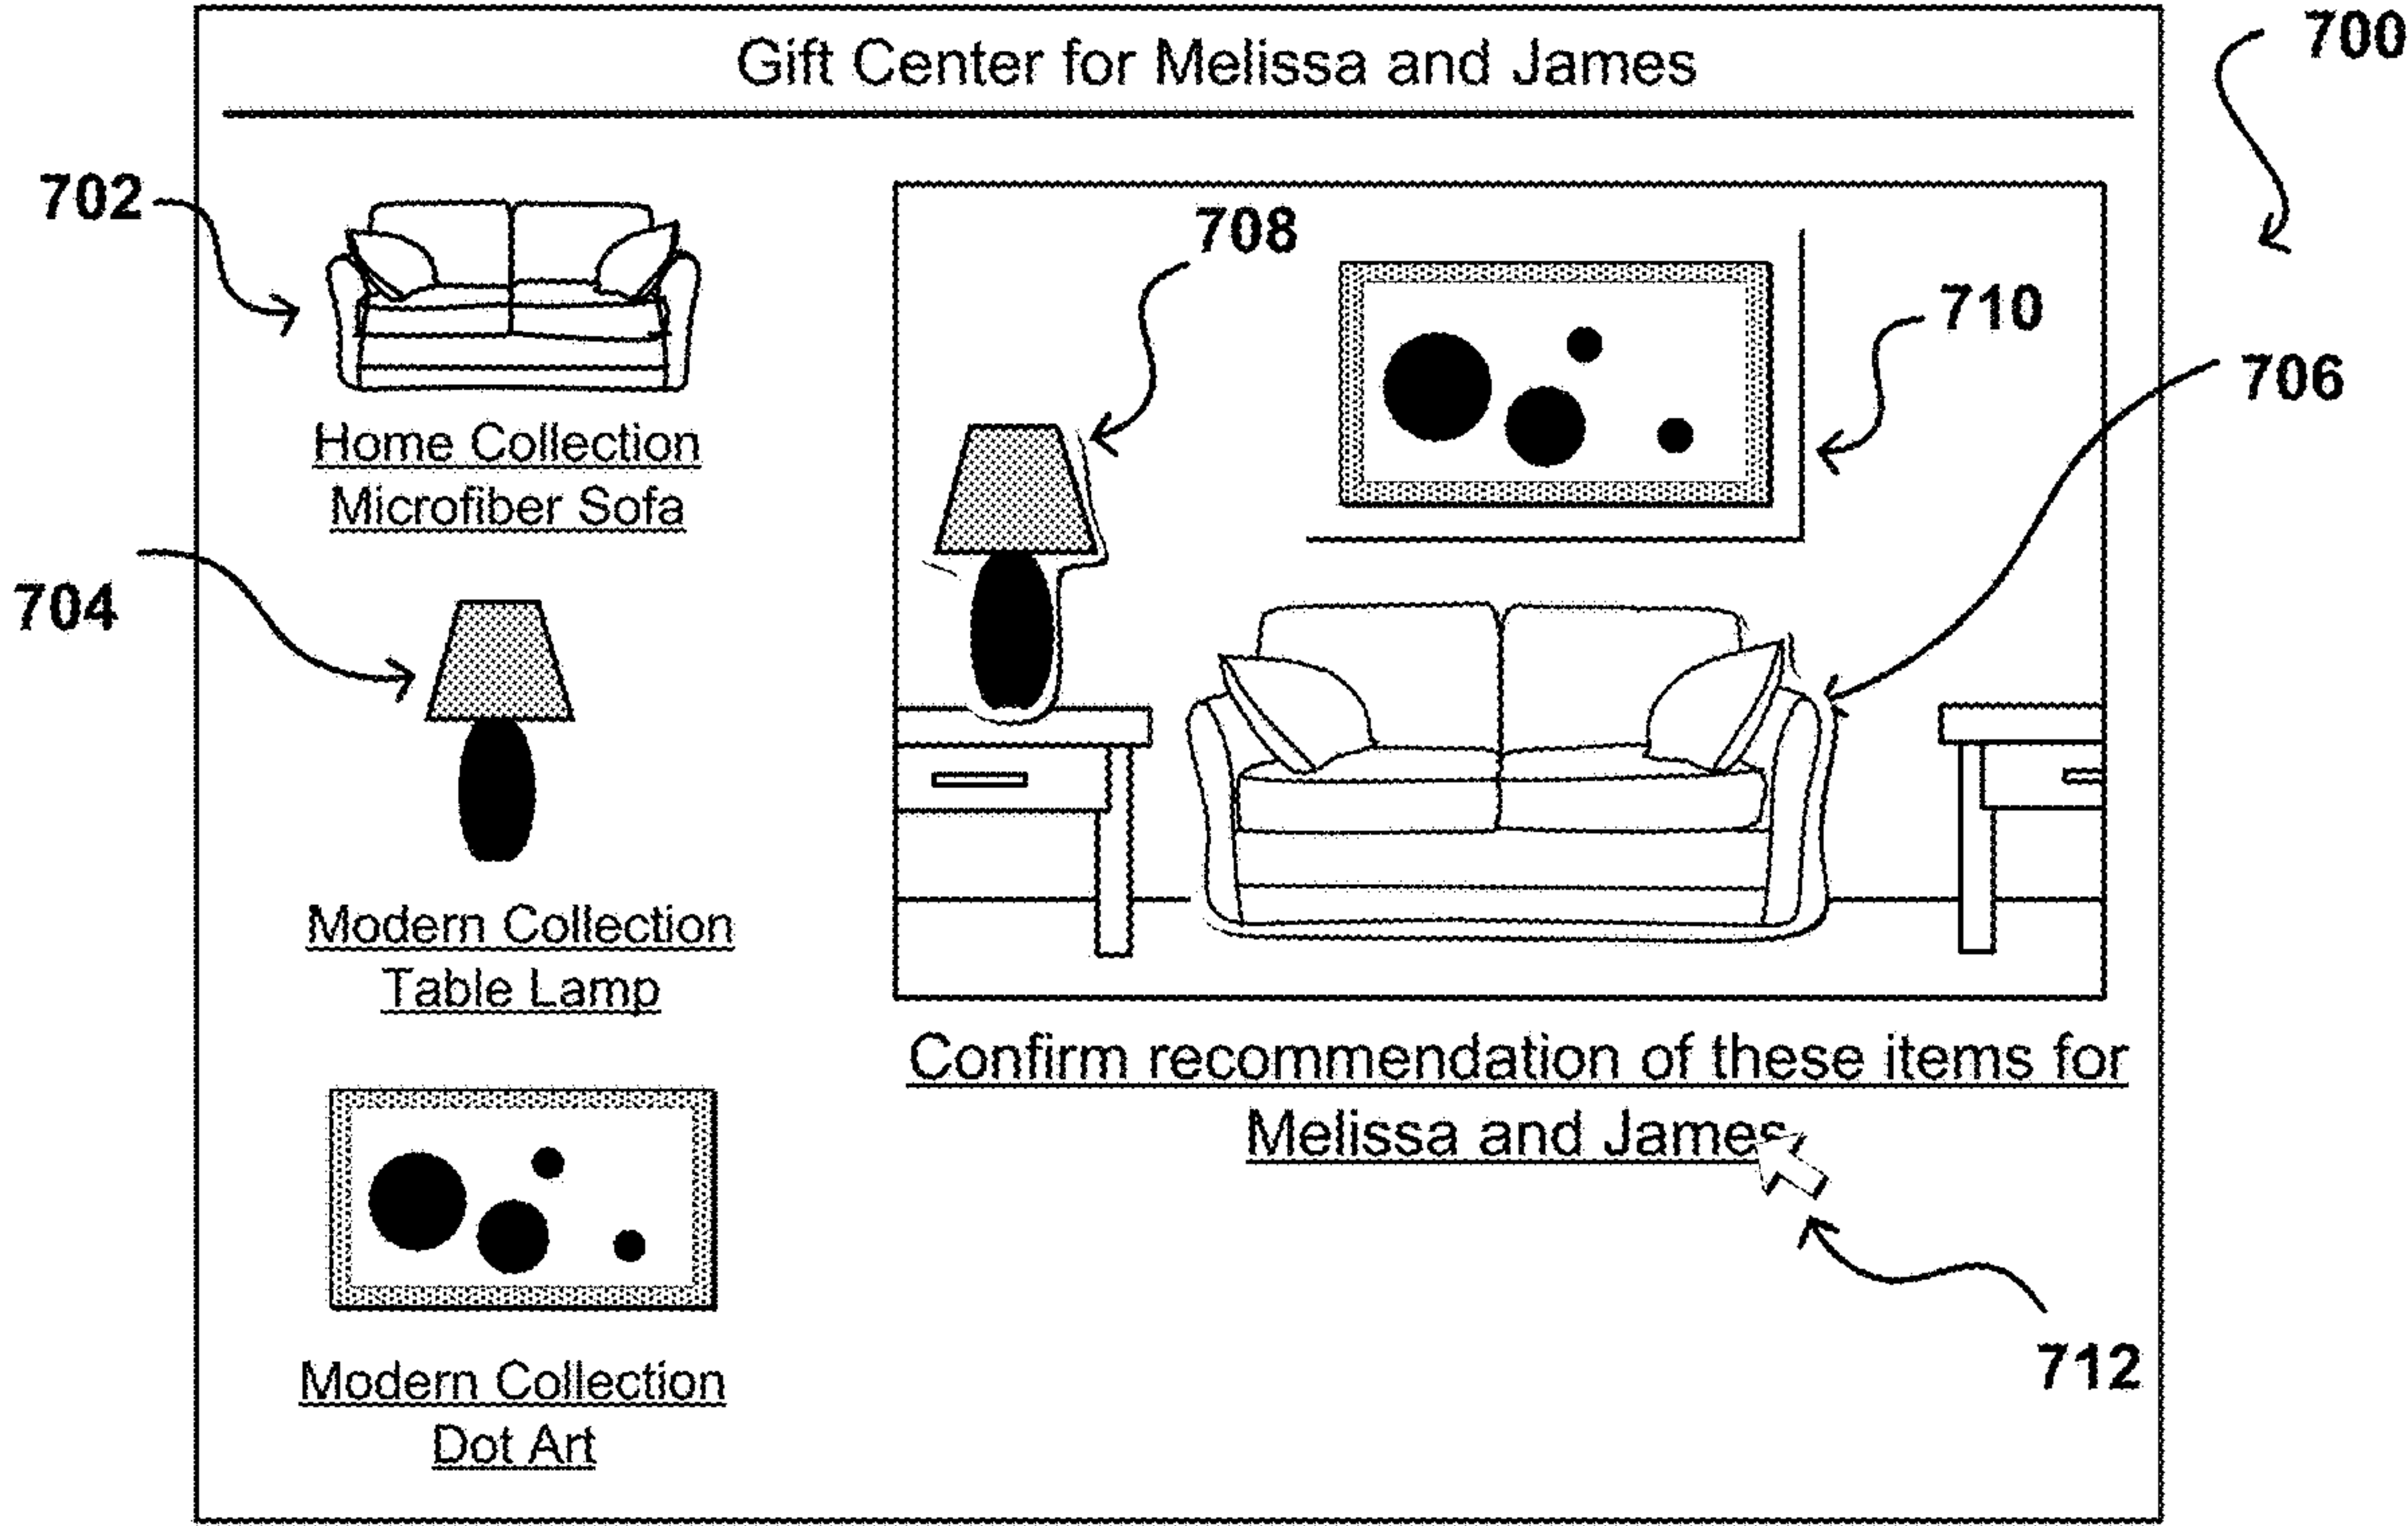 700
Gift Center for Melissa and James
702
Home Collection
Microfiber Sofa
704
Modern Collection
Table Lamp
Modern Collection
Dot Art
708
710
706
Confirm recommendation of these items for
Melissa and James
712